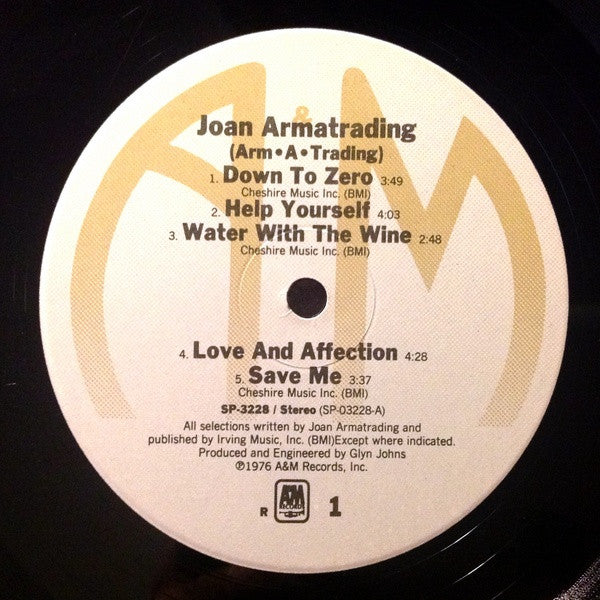 &
Joan Armatrading
(Arm•A•Trading)
1. Down To Zero 3:49
Cheshire Music Inc. (BMI)
2. Help Yourself 4:03
3. Water With The Wine 2:48
Cheshire Music Inc. (BMI)
4. Love And Affection 4:28
5. Save Me 3:37
Cheshire Music Inc. (BMI)
SP-3228 / Stereo (SP-03228-A)
All selections written by Joan Armatrading and
published by Irving Music, Inc. (BMI)Except where indicated.
Produced and Engineered by Glyn Johns
℗1976 A&M Records, Inc.
R A&M RECORDS 1